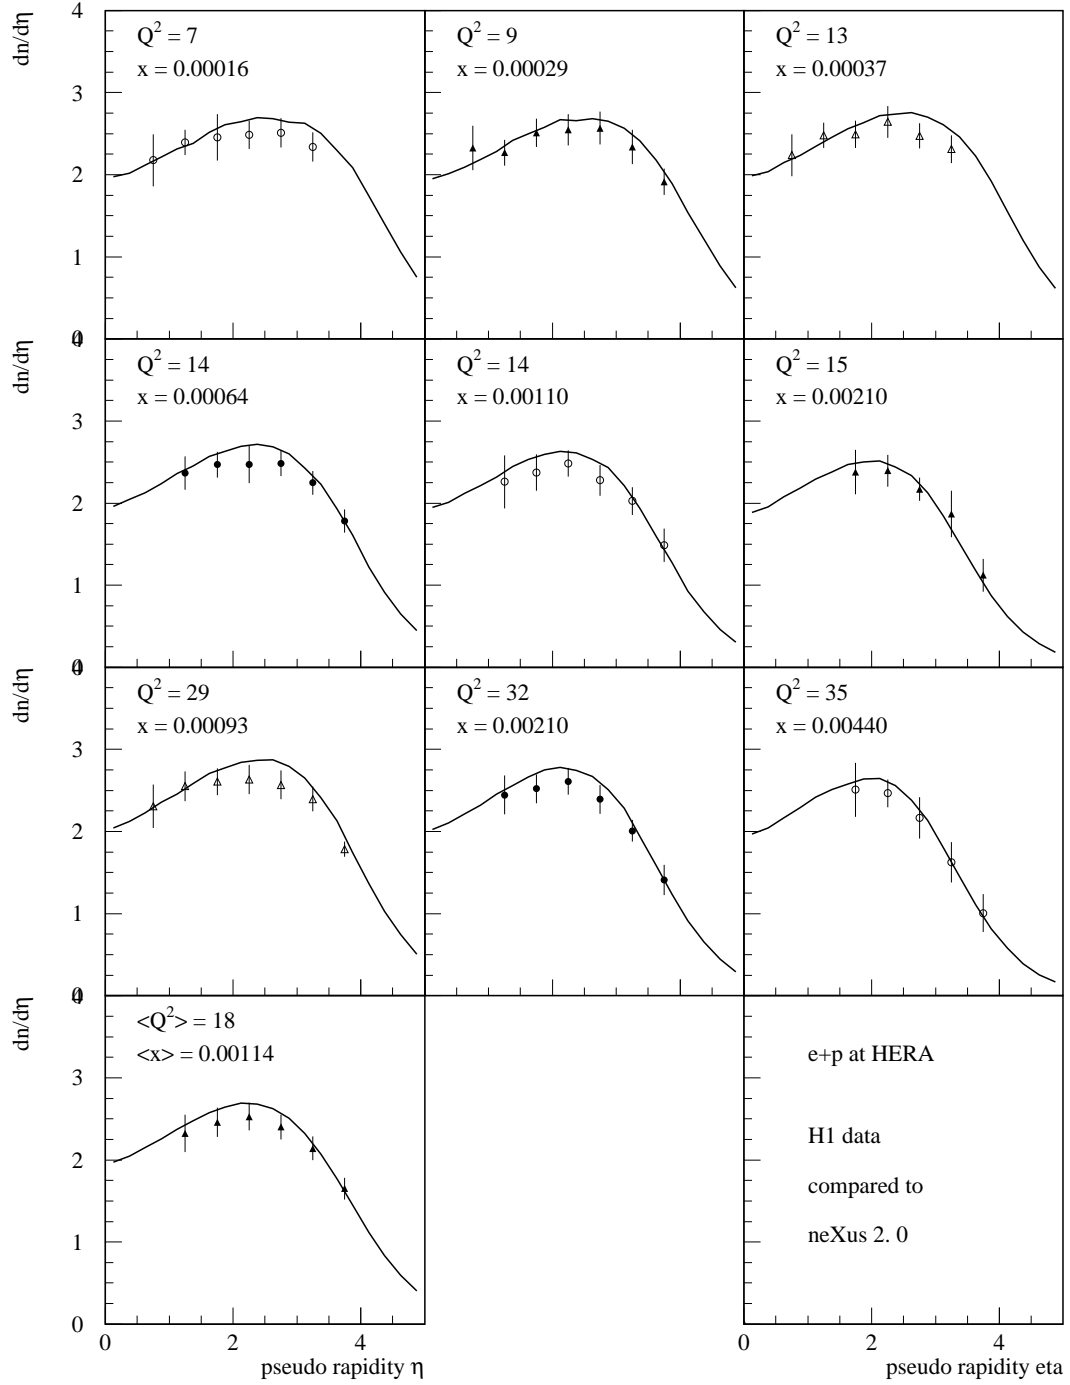 dn/dη
4
3
2
1
0
Q² = 7
x = 0.00016
Q² = 9
x = 0.00029
Q² = 13
x = 0.00037
dn/dη
4
3
2
1
0
Q² = 14
x = 0.00064
Q² = 14
x = 0.00110
Q² = 15
x = 0.00210
dn/dη
4
3
2
1
0
Q² = 29
x = 0.00093
Q² = 32
x = 0.00210
Q² = 35
x = 0.00440
dn/dη
4
3
2
1
0
<Q²> = 18
<x> = 0.00114
e+p at HERA
H1 data
compared to
neXus 2. 0
0 2 4
pseudo rapidity η
0 2 4
pseudo rapidity eta